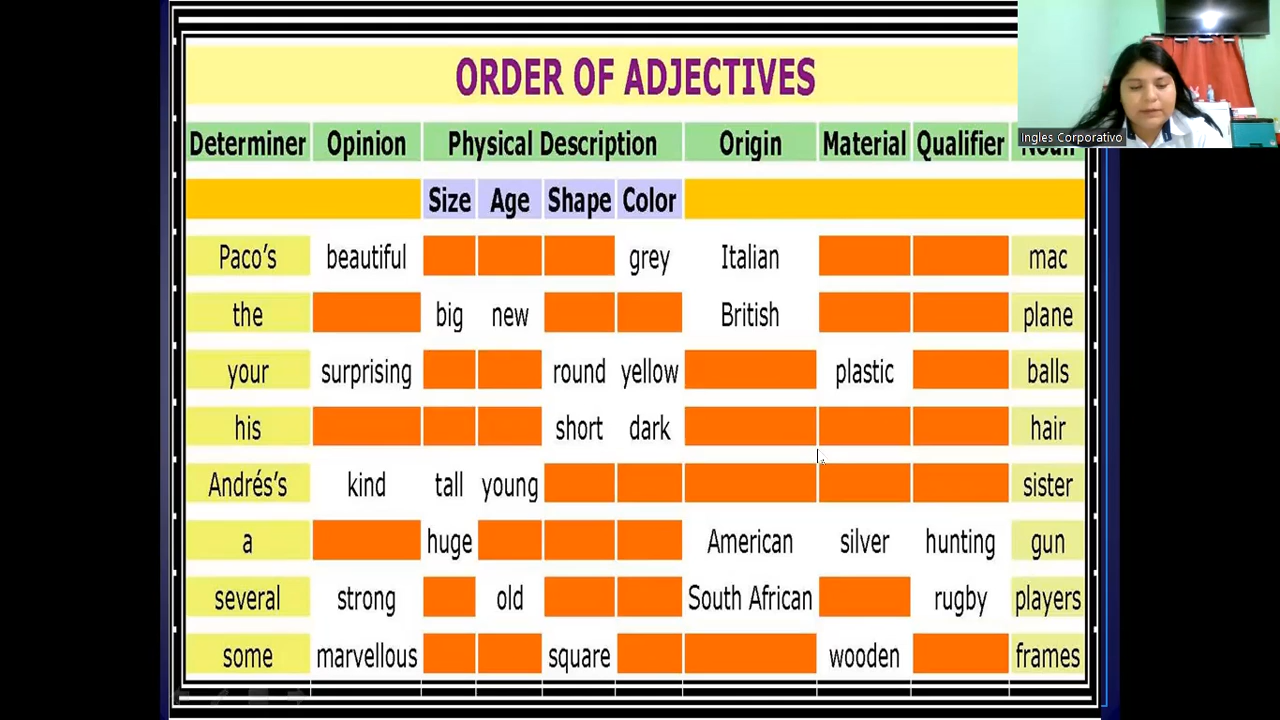 ORDER OF ADJECTIVES
Ingles Corporativo
Determiner Opinion Physical Description Origin Material Qualifier Noun
Size Age Shape Color
Paco's beautiful grey Italian mac
the big new British plane
your surprising round yellow plastic balls
his short dark hair
Andrés's kind tall young sister
a huge American silver hunting gun
several strong old South African rugby players
some marvellous square wooden frames